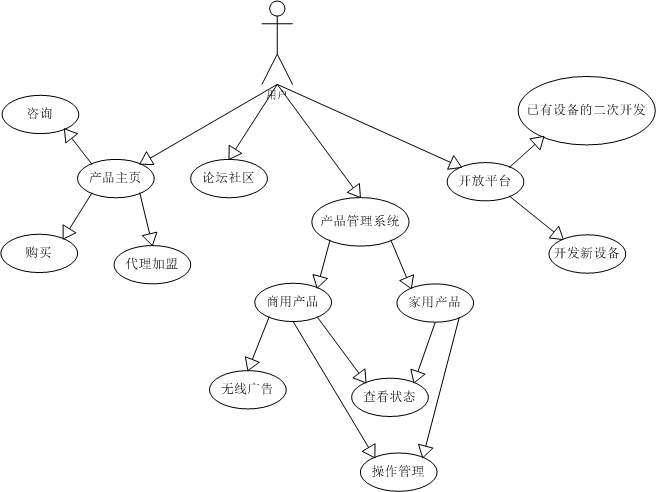 用户
咨询
已有设备的二次开发
产品主页
论坛社区
开放平台
产品管理系统
购买
代理加盟
开发新设备
商用产品
家用产品
无线广告
查看状态
操作管理